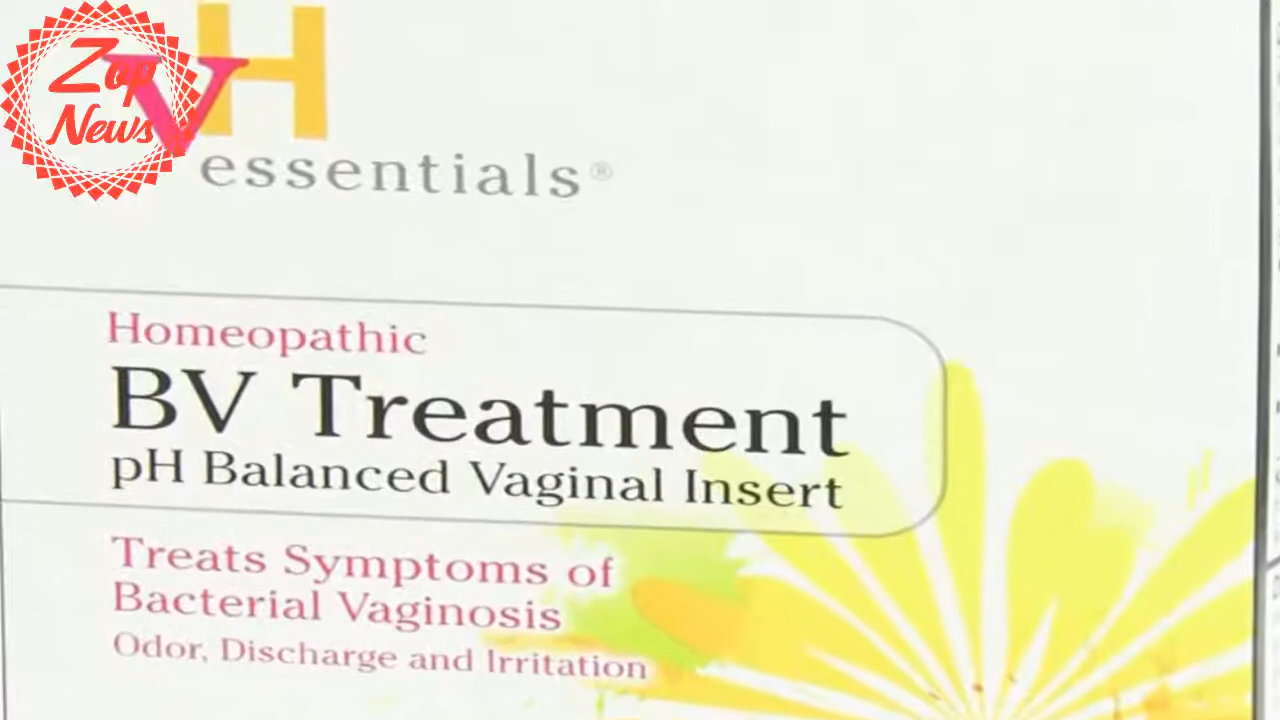 Zap
News
vH
essentials®
Homeopathic
BV Treatment
pH Balanced Vaginal Insert
Treats Symptoms of
Bacterial Vaginosis
Odor, Discharge and Irritation